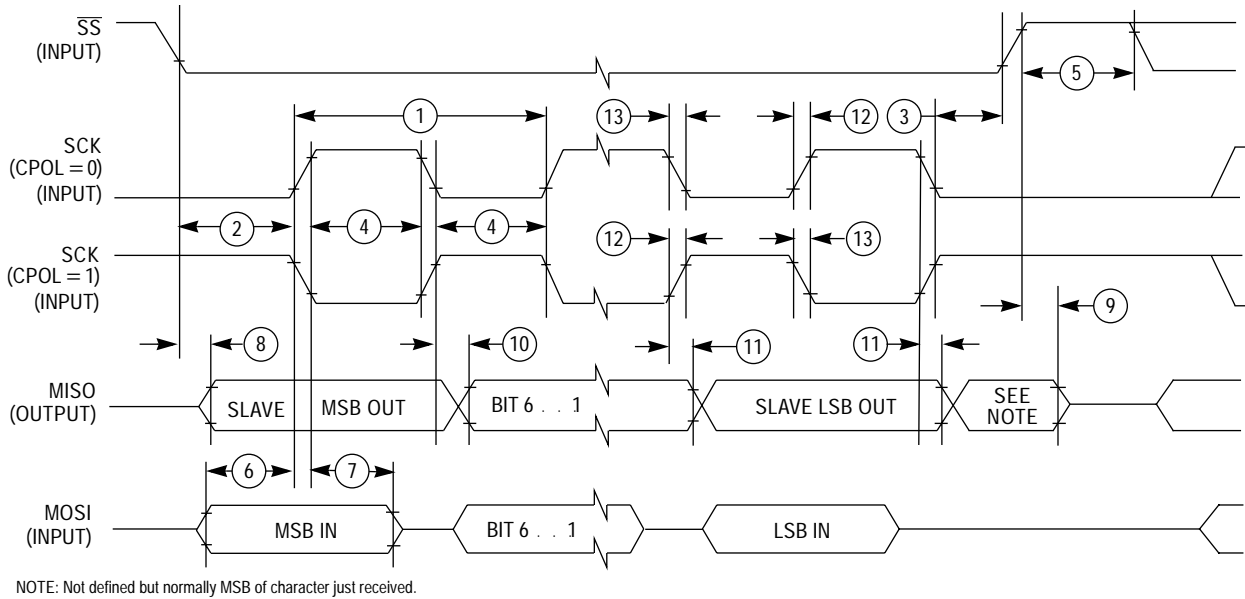 SS
(INPUT)
5
1
13
12
3
SCK
(CPOL = 0)
(INPUT)
2
4
4
12
13
SCK
(CPOL = 1)
(INPUT)
9
8
10
11
11
MISO
(OUTPUT)
SLAVE
MSB OUT
BIT 6 . . . 1
SLAVE LSB OUT
SEE
NOTE
6
7
MOSI
(INPUT)
MSB IN
BIT 6 . . . 1
LSB IN
NOTE: Not defined but normally MSB of character just received.